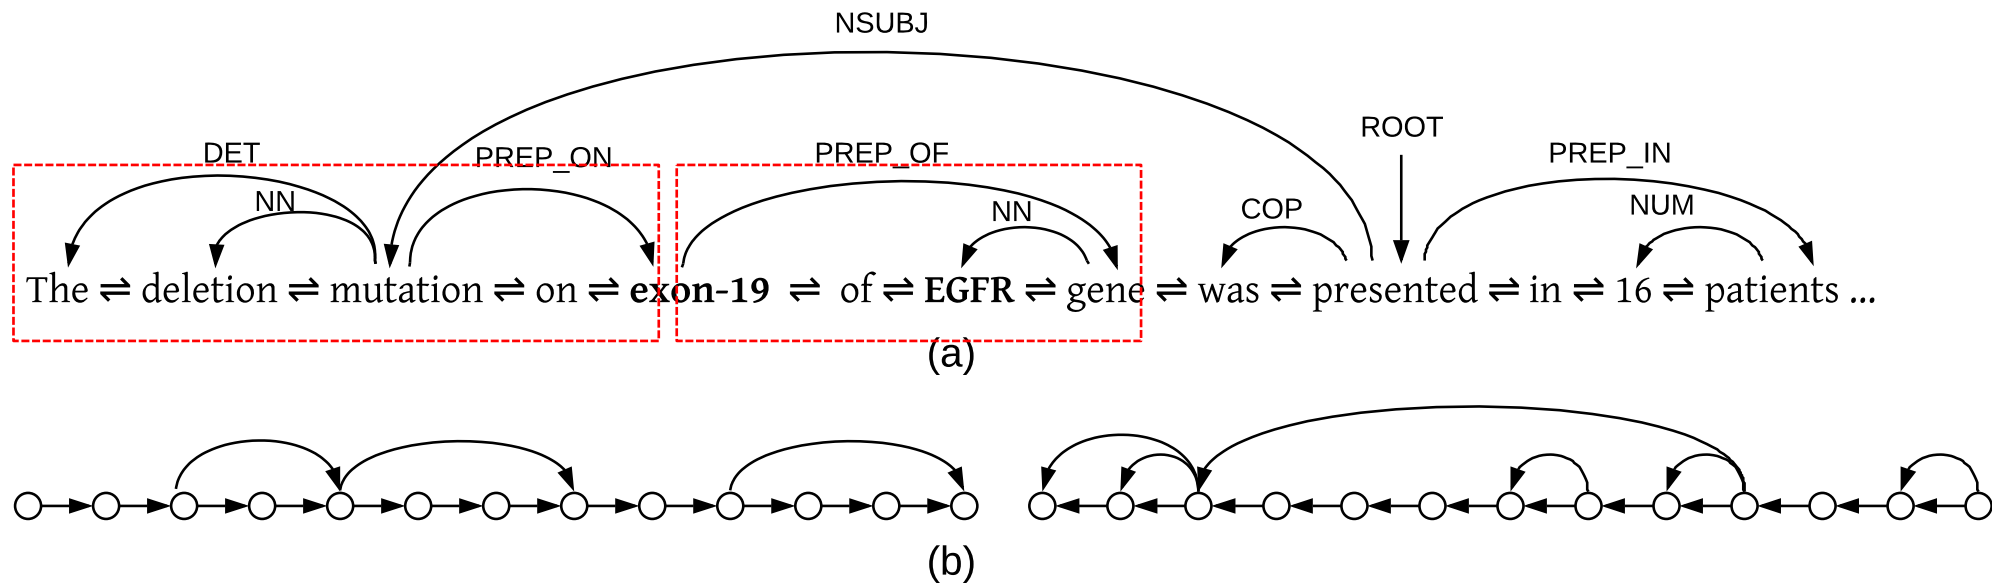 NSUBJ
ROOT
DET PREP_ON PREP_OF PREP_IN
NN NN COP NUM
The ⇌ deletion ⇌ mutation ⇌ on ⇌ exon-19 ⇌ of ⇌ EGFR ⇌ gene ⇌ was ⇌ presented ⇌ in ⇌ 16 ⇌ patients ...
(a)
(b)